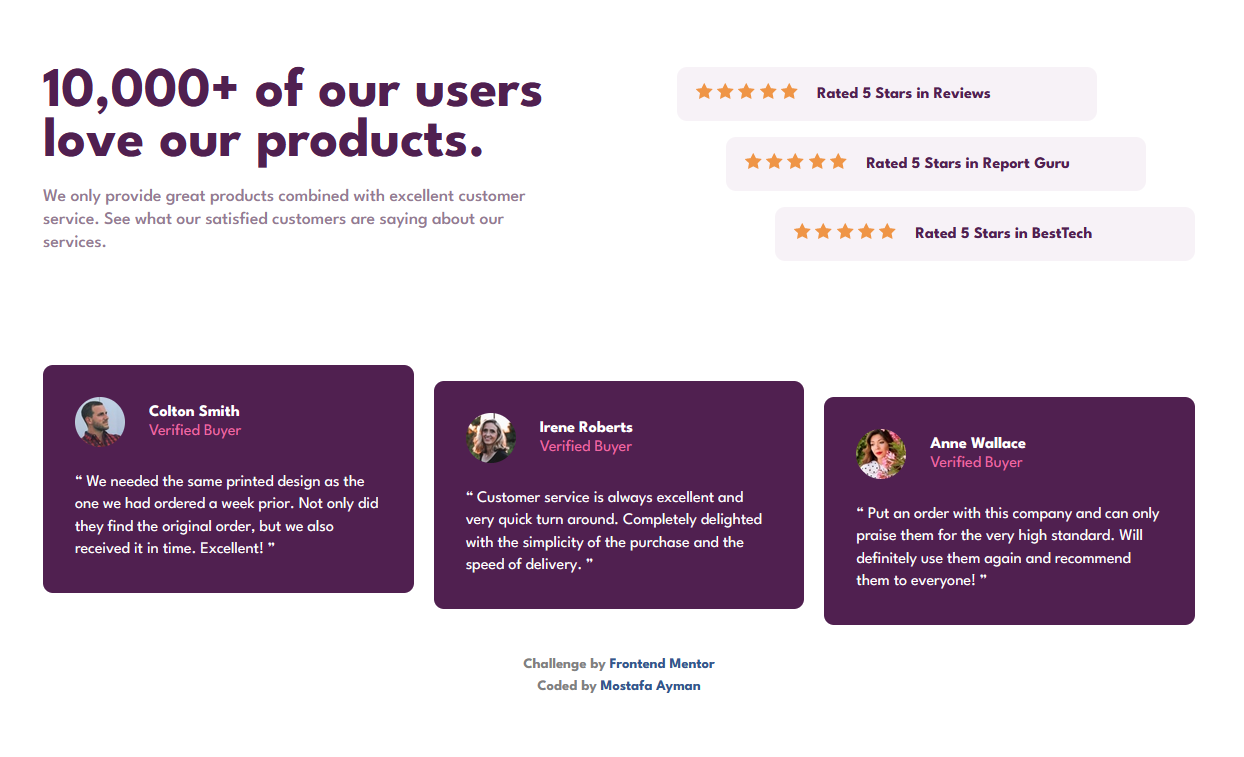 10,000+ of our users
love our products.
We only provide great products combined with excellent customer
service. See what our satisfied customers are saying about our
services.
Rated 5 Stars in Reviews
Rated 5 Stars in Report Guru
Rated 5 Stars in BestTech
Colton Smith
Verified Buyer
“ We needed the same printed design as the
one we had ordered a week prior. Not only did
they find the original order, but we also
received it in time. Excellent! ”
Irene Roberts
Verified Buyer
“ Customer service is always excellent and
very quick turn around. Completely delighted
with the simplicity of the purchase and the
speed of delivery. ”
Anne Wallace
Verified Buyer
“ Put an order with this company and can only
praise them for the very high standard. Will
definitely use them again and recommend
them to everyone! ”
Challenge by Frontend Mentor
Coded by Mostafa Ayman